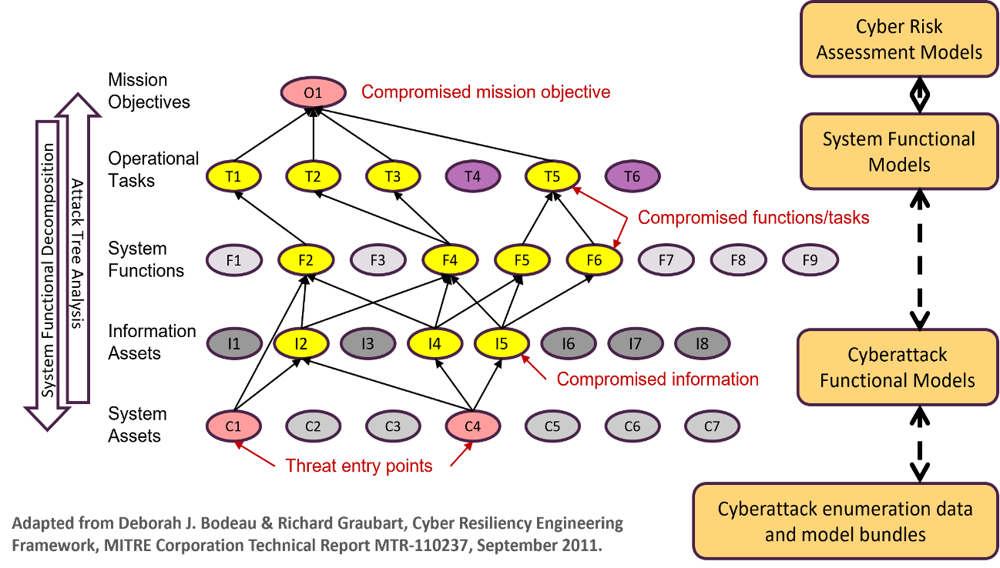 Cyber Risk
Assessment Models
Mission
Objectives
O1
Compromised mission objective
System Functional
Models
Operational
Tasks
T1
T2
T3
T4
T5
T6
Compromised functions/tasks
System
Functions
F1
F2
F3
F4
F5
F6
F7
F8
F9
System Functional Decomposition
Attack Tree Analysis
Information
Assets
I1
I2
I3
I4
I5
I6
I7
I8
Cyberattack
Functional Models
Compromised information
System
Assets
C1
C2
C3
C4
C5
C6
C7
Threat entry points
Cyberattack enumeration data
and model bundles
Adapted from Deborah J. Bodeau & Richard Graubart, Cyber Resiliency Engineering
Framework, MITRE Corporation Technical Report MTR-110237, September 2011.